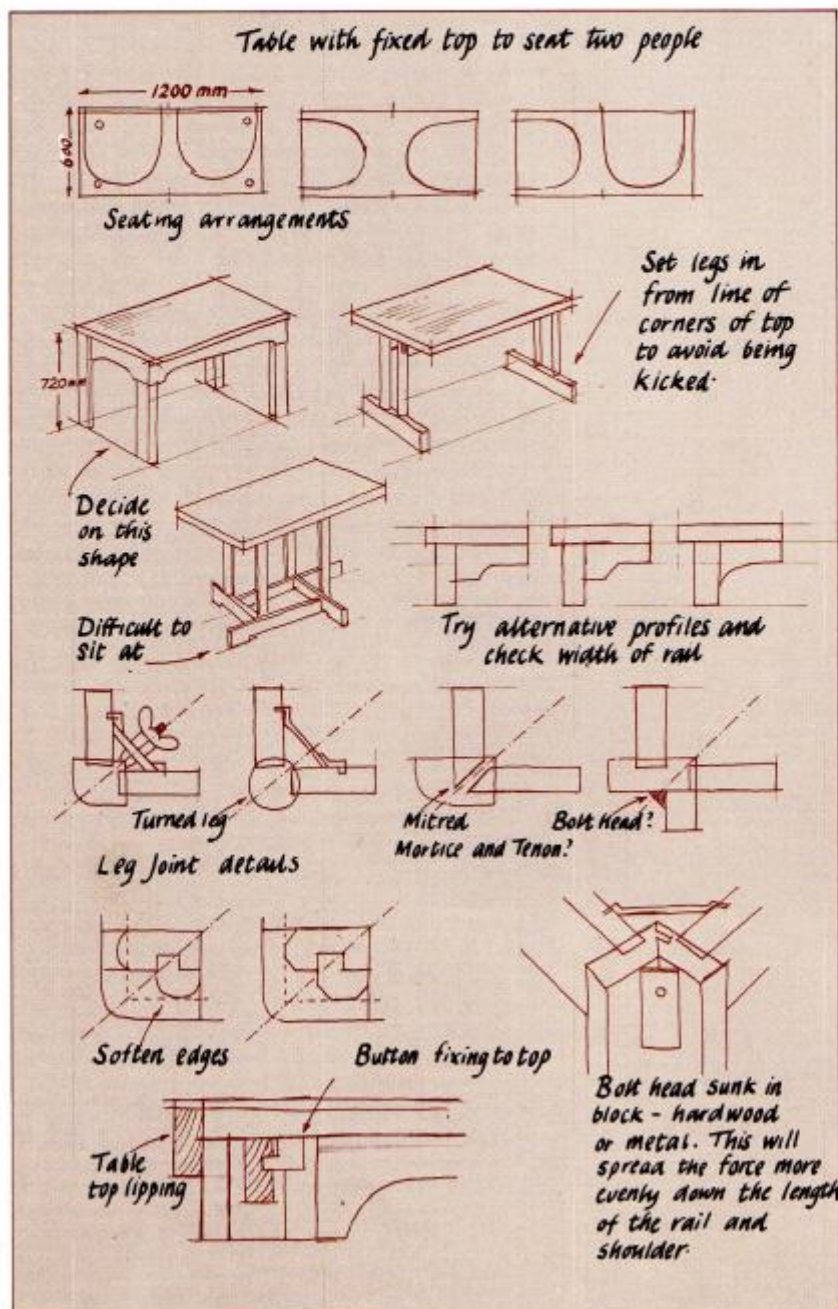 Table with fixed top to seat two people
1200 mm
600
Seating arrangements
Set legs in
from line of
corners of top
to avoid being
kicked.
720mm
Decide
on this
shape
Difficult to
sit at
Try alternative profiles and
check width of rail
Turned leg
Mitred
Mortice and Tenon?
Bolt Head?
Leg Joint details
Soften edges
Button fixing to top
Table
top lipping
Bolt head sunk in
block - hardwood
or metal. This will
spread the force more
evenly down the length
of the rail and
shoulder.